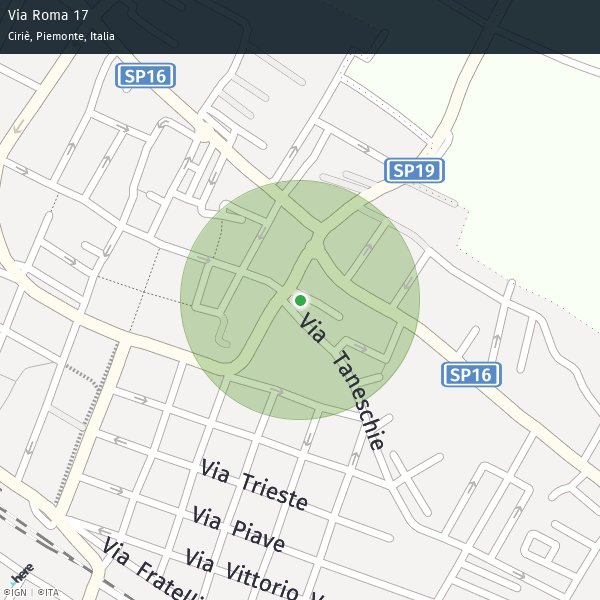 Via Roma 17
Ciriè, Piemonte, Italia
SP16
SP19
Via Taneschie
SP16
Via Trieste
Via Piave
Via Vittorio V
Via Fratelli
here
©IGN | ©ITA